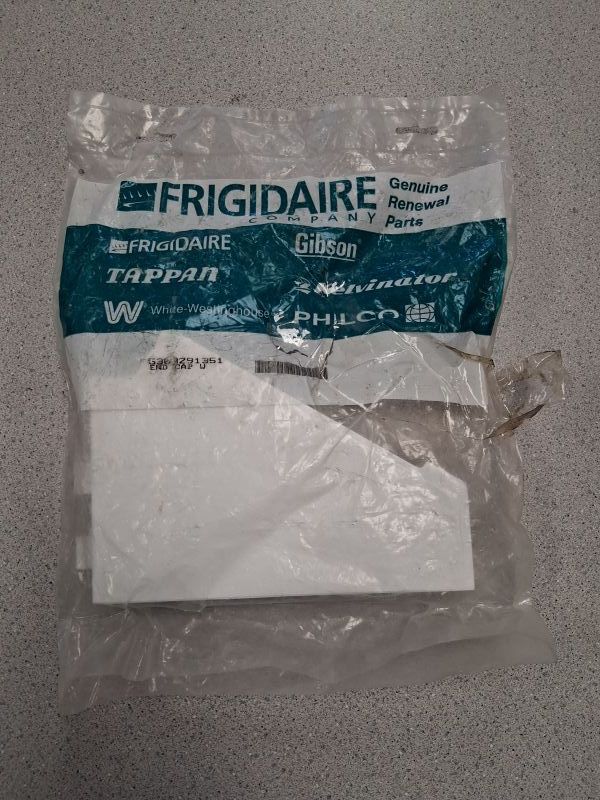 FRIGIDAIRE
COMPANY
Genuine
Renewal
Parts
FRIGIDAIRE
Gibson
TAPPAN
Kelvinator
W White-Westinghouse
PHILCO
END CAP W